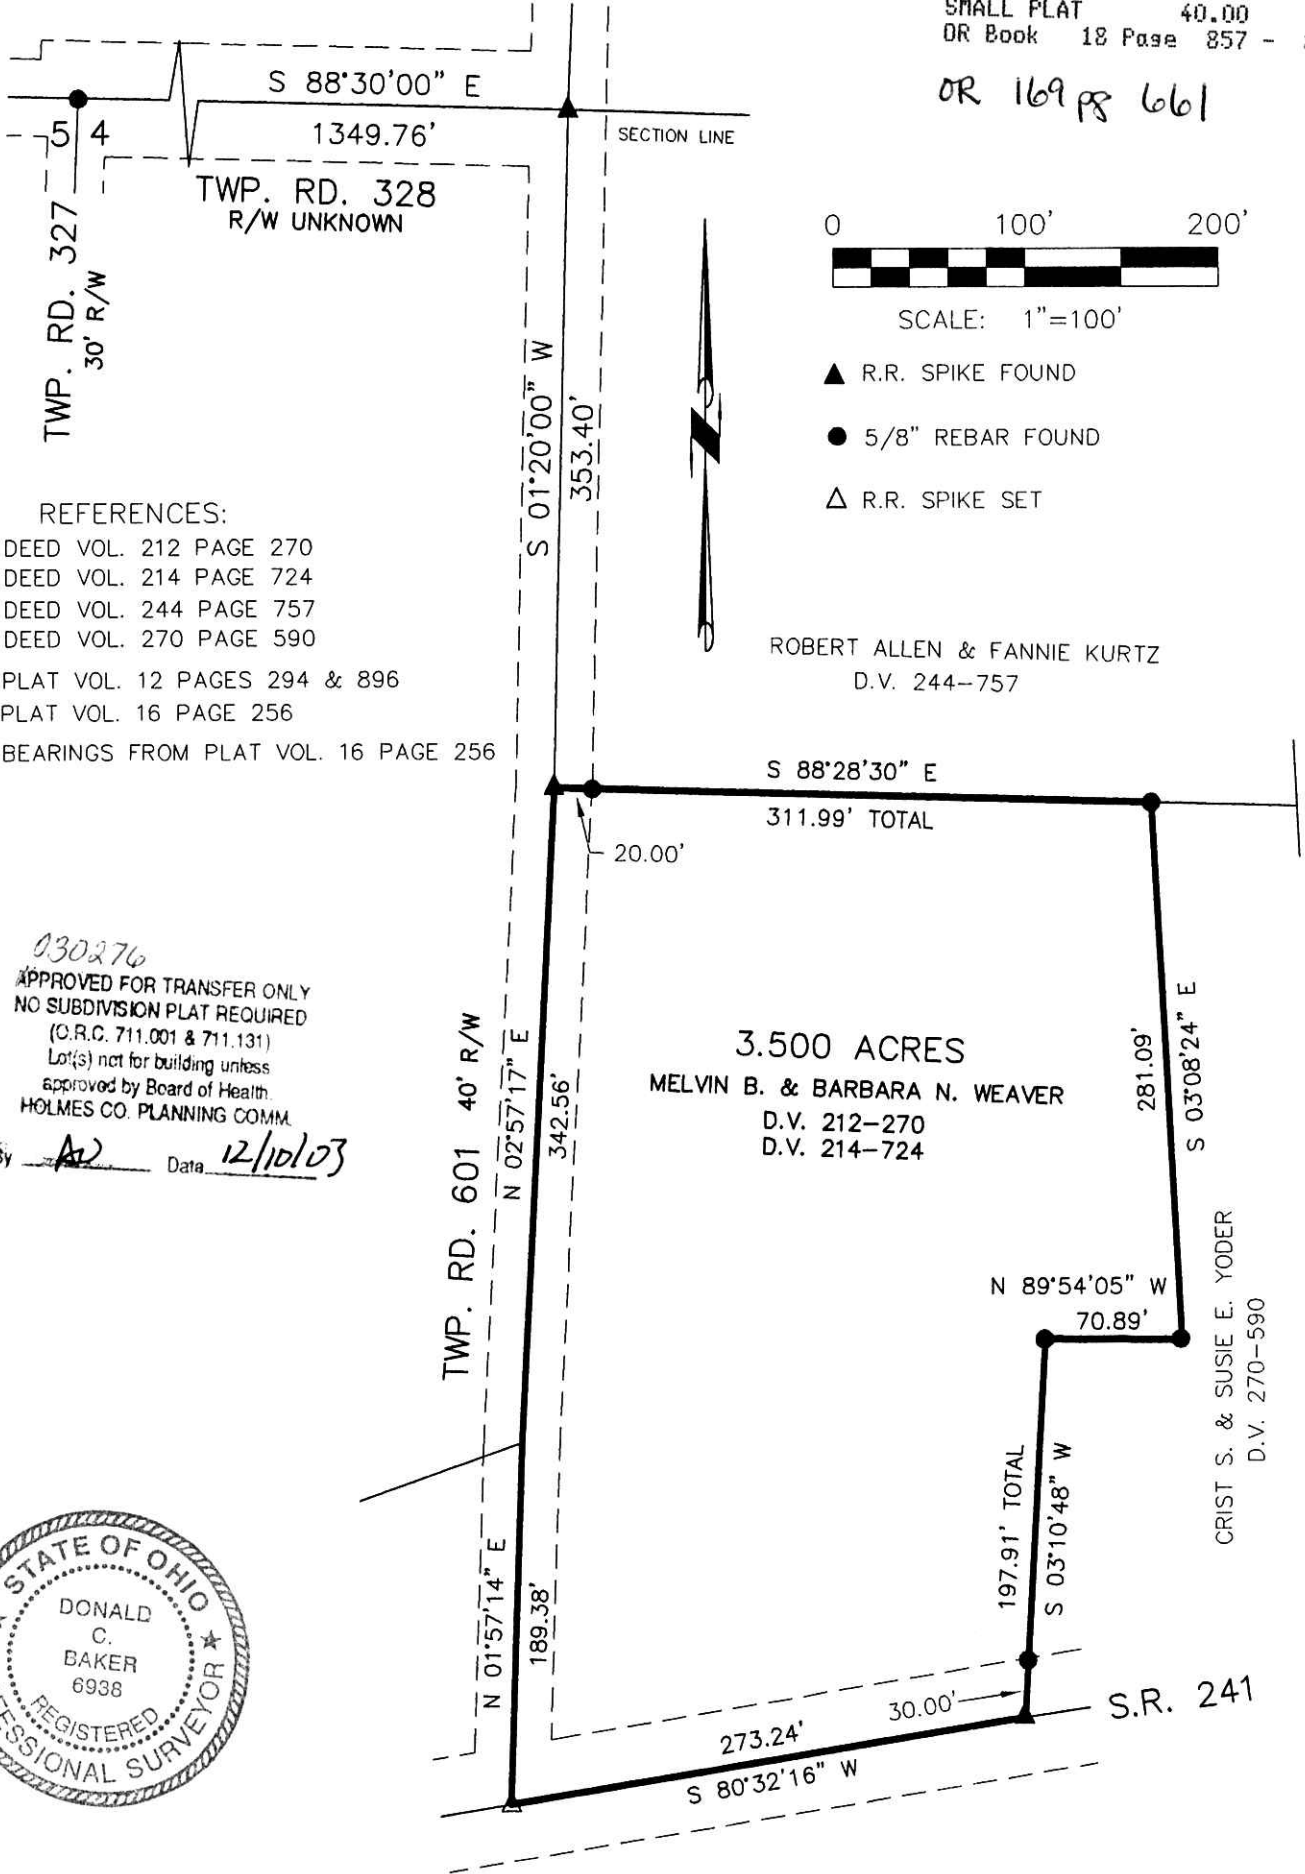 SMALL PLAT 40.00
OR Book 18 Page 857 -
OR 169 pg 661
S 88°30'00" E
1349.76'
SECTION LINE
5 4
TWP. RD. 328
R/W UNKNOWN
TWP. RD. 327
30' R/W
0 100' 200'
SCALE: 1"=100'
R.R. SPIKE FOUND
5/8" REBAR FOUND
R.R. SPIKE SET
S 01°20'00" W
353.40'
REFERENCES:
DEED VOL. 212 PAGE 270
DEED VOL. 214 PAGE 724
DEED VOL. 244 PAGE 757
DEED VOL. 270 PAGE 590
PLAT VOL. 12 PAGES 294 & 896
PLAT VOL. 16 PAGE 256
BEARINGS FROM PLAT VOL. 16 PAGE 256
ROBERT ALLEN & FANNIE KURTZ
D.V. 244-757
S 88°28'30" E
311.99' TOTAL
20.00'
030276
APPROVED FOR TRANSFER ONLY
NO SUBDIVISION PLAT REQUIRED
(O.R.C. 711.001 & 711.131)
Lot(s) not for building unless
approved by Board of Health.
HOLMES CO. PLANNING COMM.
By AW Date 12/10/03
TWP. RD. 601 40' R/W
N 02°57'17" E
342.56'
3.500 ACRES
MELVIN B. & BARBARA N. WEAVER
D.V. 212-270
D.V. 214-724
281.09'
S 03°08'24" E
N 89°54'05" W
70.89'
CRIST S. & SUSIE E. YODER
D.V. 270-590
197.91' TOTAL
S 03°10'48" W
N 01°57'14" E
189.38'
30.00'
S.R. 241
273.24'
S 80°32'16" W
STATE OF OHIO
DONALD
C.
BAKER
6938
REGISTERED
SURVEYOR